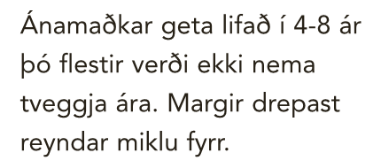 Ánamaðkar geta lifað í 4-8 ár
þó flestir verði ekki nema
tveggja ára. Margir drepast
reyndar miklu fyrr.